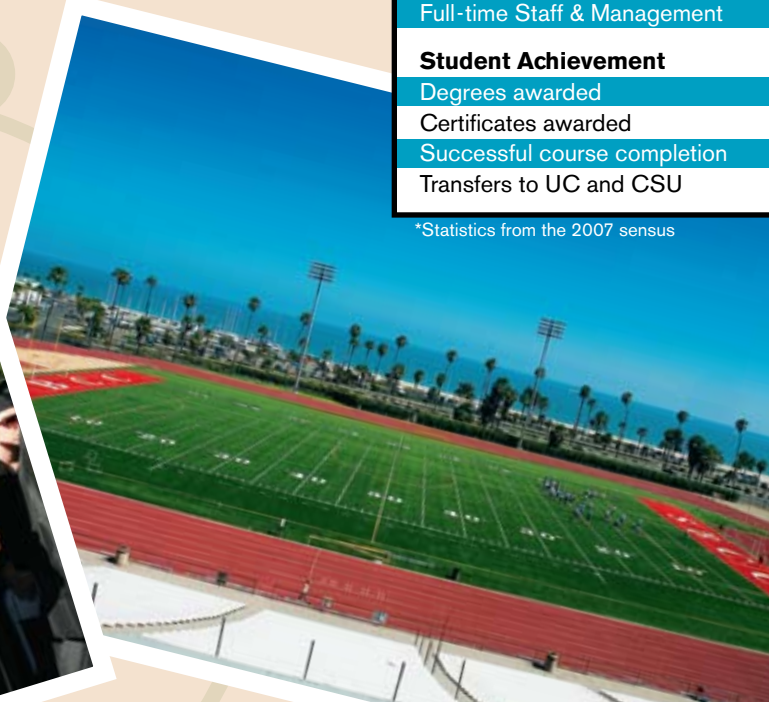 Full-time Staff & Management
Student Achievement
Degrees awarded
Certificates awarded
Successful course completion
Transfers to UC and CSU
*Statistics from the 2007 sensus